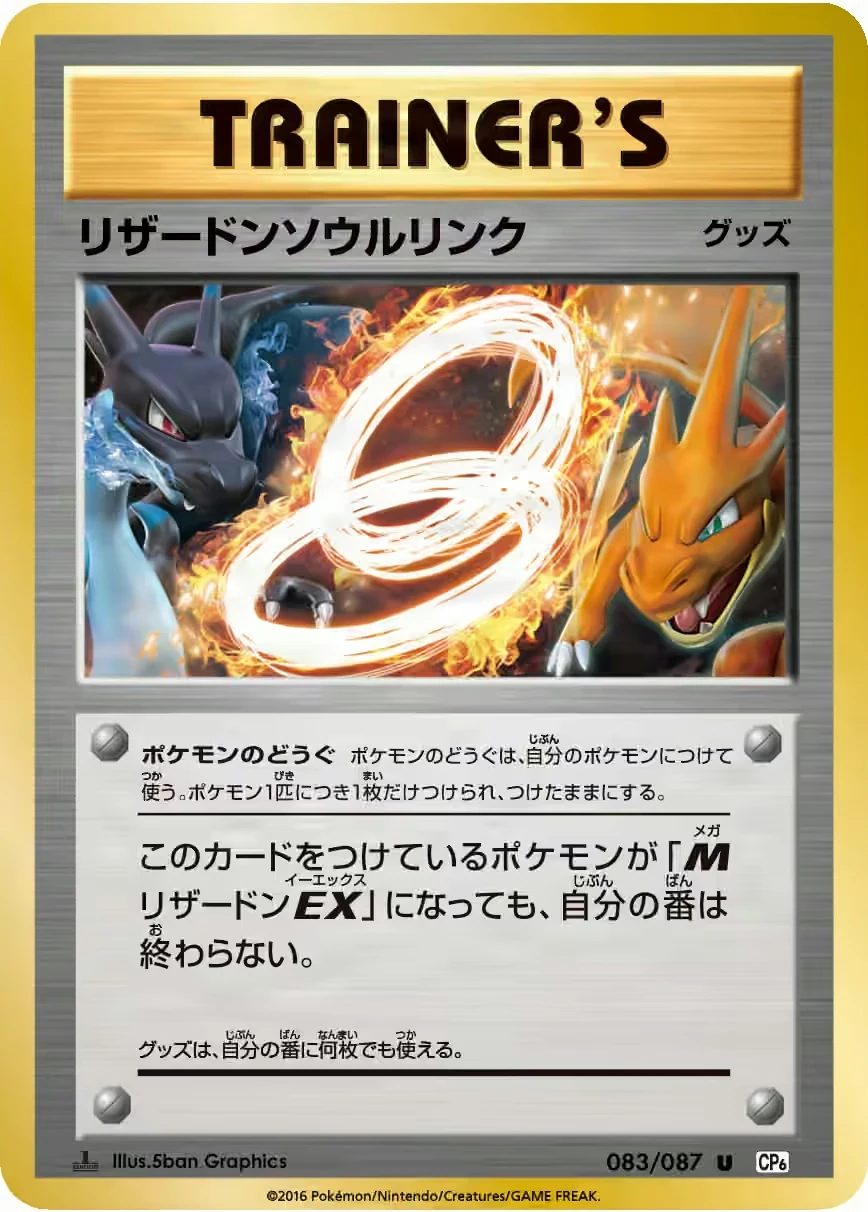 TRAINER'S
リザードンソウルリンク グッズ
ポケモンのどうぐ ポケモンのどうぐは、自分のポケモンにつけて
使う。ポケモン1匹につき1枚だけつけられ、つけたままにする。
このカードをつけているポケモンが「M
リザードンEX」になっても、自分の番は
終わらない。
グッズは、自分の番に何枚でも使える。
1 EDITION Illus.5ban Graphics 083/087 U CP6
©2016 Pokémon/Nintendo/Creatures/GAME FREAK.